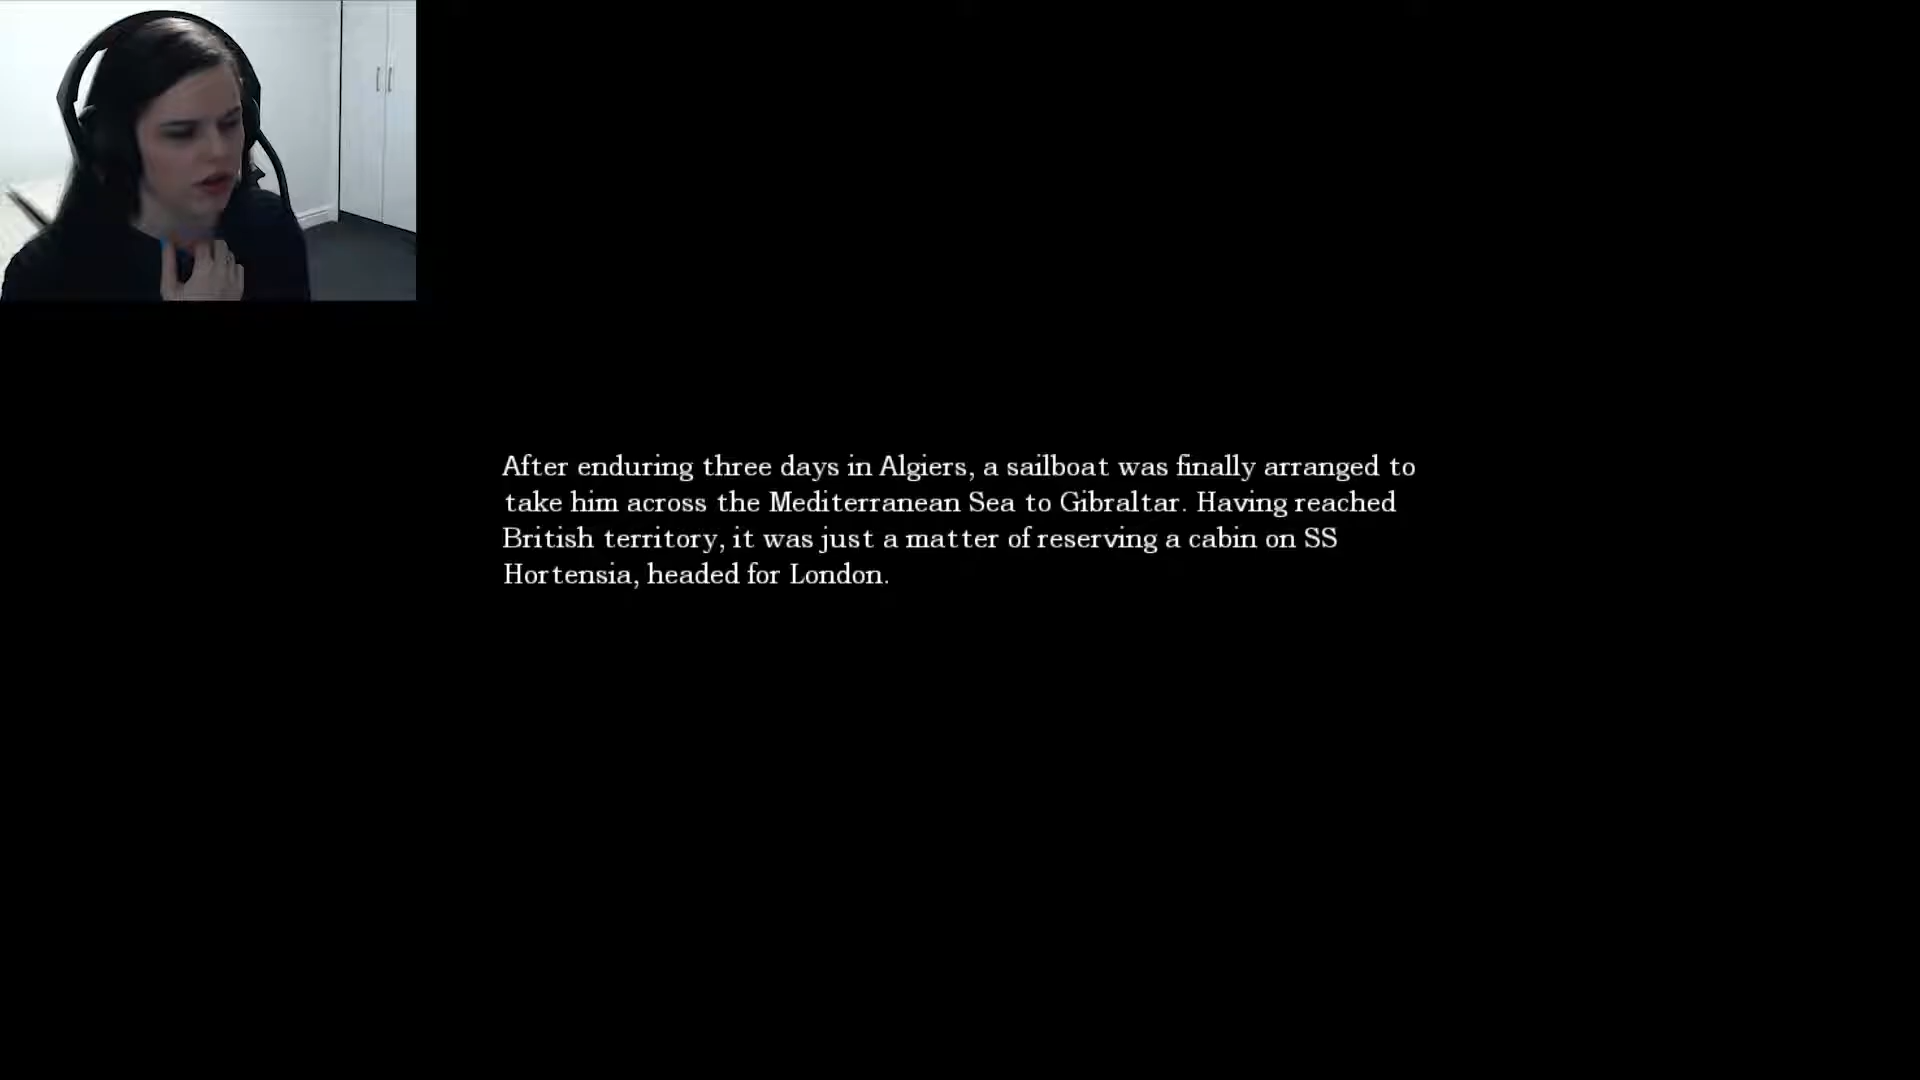 After enduring three days in Algiers, a sailboat was finally arranged to
take him across the Mediterranean Sea to Gibraltar. Having reached
British territory, it was just a matter of reserving a cabin on SS
Hortensia, headed for London.